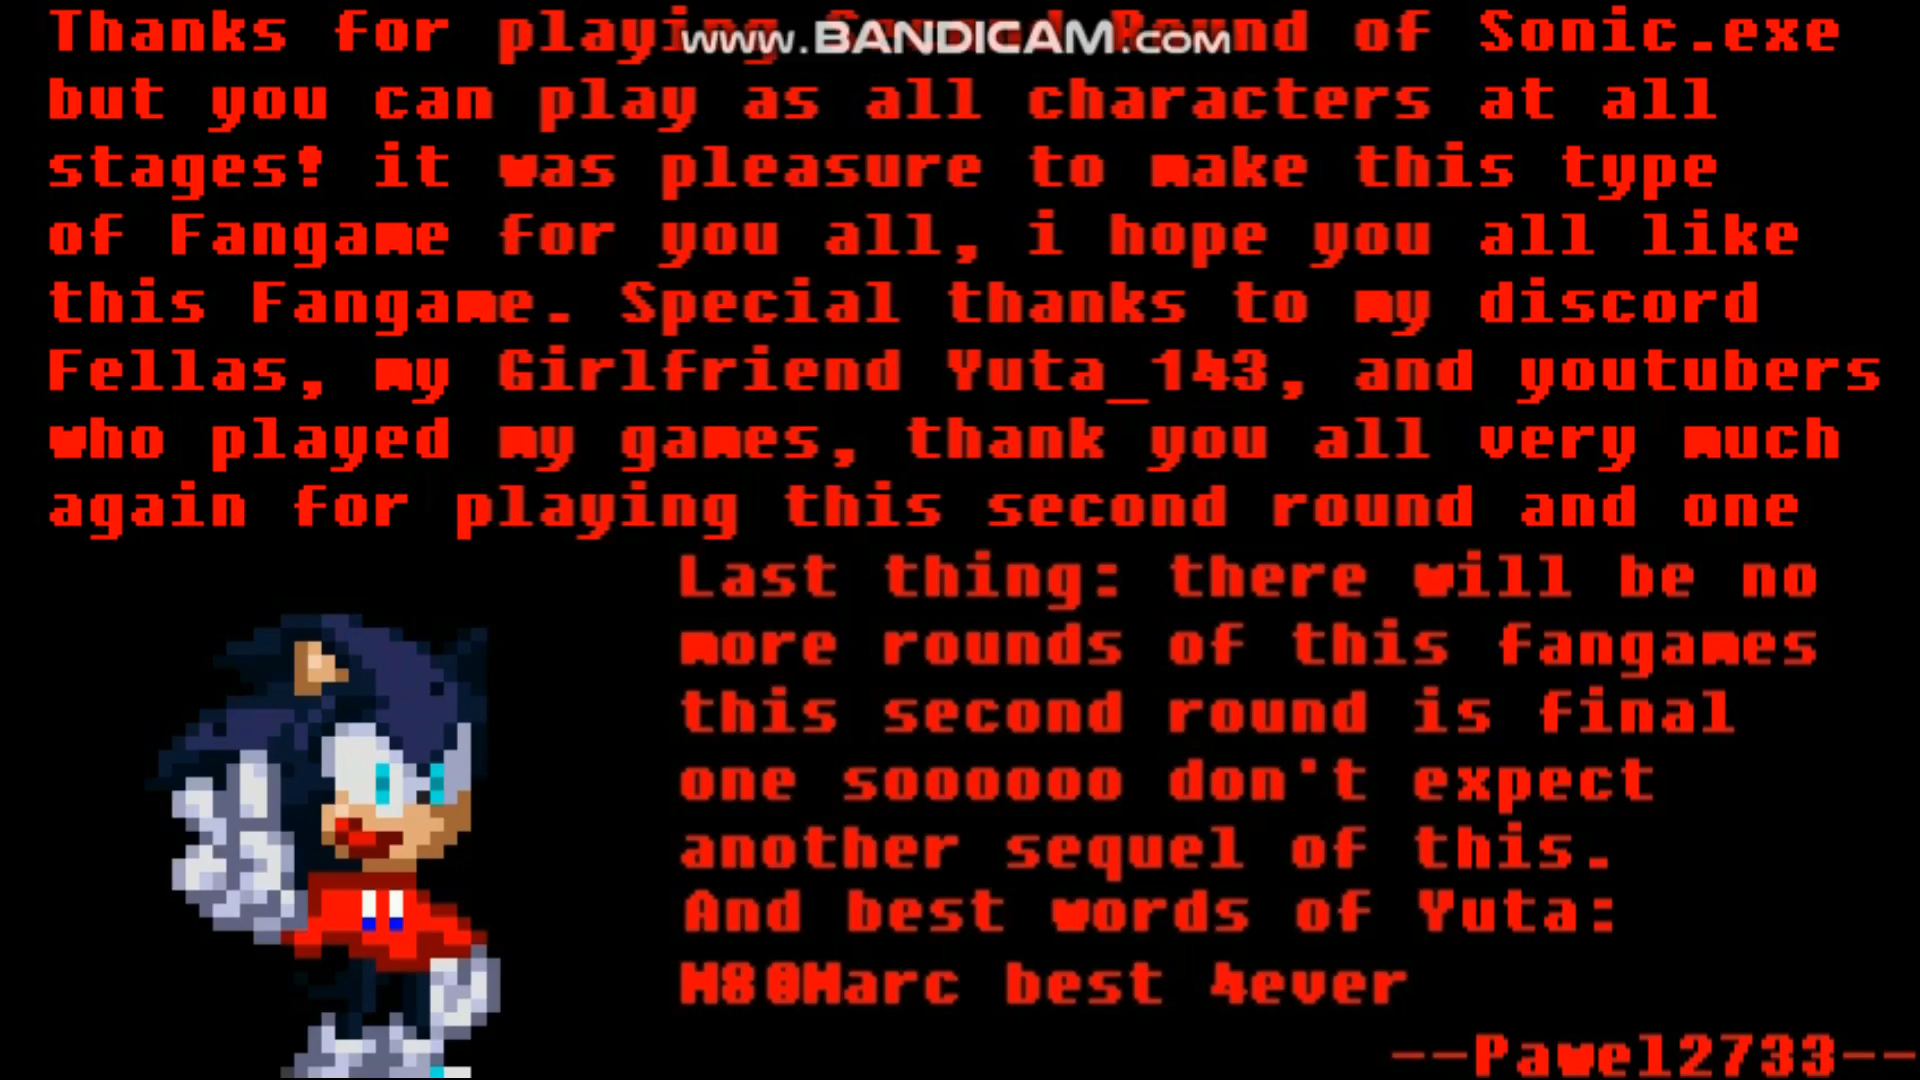 Thanks for playing Round of Sonic.exe
www.BANDICAM.com
but you can play as all characters at all
stages! it was pleasure to make this type
of Fangame for you all, i hope you all like
this Fangame. Special thanks to my discord
Fellas, my Girlfriend Yuta_143, and youtubers
who played my games, thank you all very much
again for playing this second round and one
Last thing: there will be no
more rounds of this fangames
this second round is final
one soooooo don't expect
another sequel of this.
And best words of Yuta:
M80Marc best 4ever
--Pawel2733--